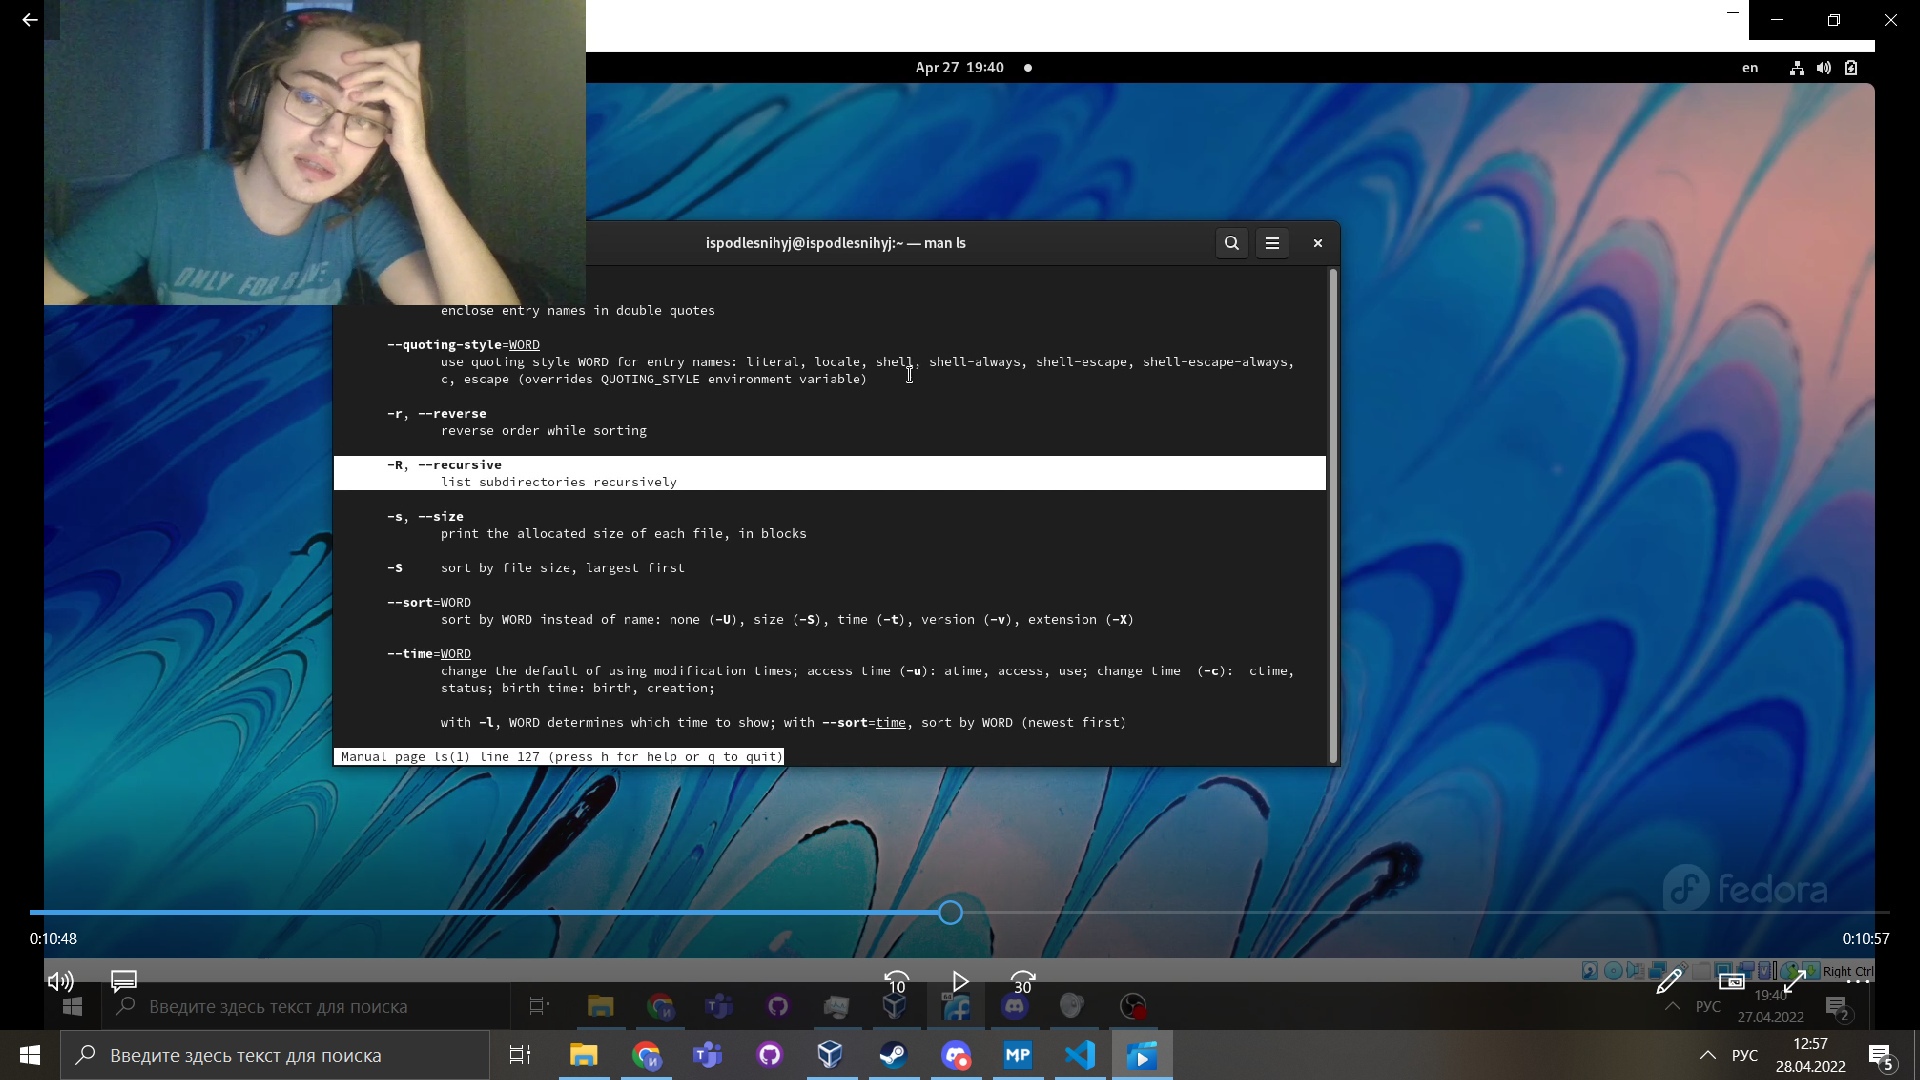 Apr 27 19:40
en
ispodlesnihyj@ispodlesnihyj:~ — man ls
enclose entry names in double quotes
--quoting-style=WORD
use quoting style WORD for entry names: literal, locale, shell, shell-always, shell-escape, shell-escape-always,
c, escape (overrides QUOTING_STYLE environment variable)
-r, --reverse
reverse order while sorting
-R, --recursive
list subdirectories recursively
-s, --size
print the allocated size of each file, in blocks
-S sort by file size, largest first
--sort=WORD
sort by WORD instead of name: none (-U), size (-S), time (-t), version (-v), extension (-X)
--time=WORD
change the default of using modification times; access time (-u): atime, access, use; change time (-c): ctime,
status; birth time: birth, creation;
with -l, WORD determines which time to show; with --sort=time, sort by WORD (newest first)
Manual page ls(1) line 127 (press h for help or q to quit)
fedora
0:10:48
0:10:57
10
30
Right Ctrl
Введите здесь текст для поиска
РУС
19:40
27.04.2022
2
Введите здесь текст для поиска
MP
РУС
12:57
28.04.2022
5